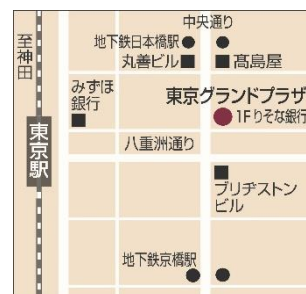 中央通り
至神田
地下鉄日本橋駅
丸善ビル
髙島屋
みずほ
銀行
東京グランドプラザ
1Fりそな銀行
東京駅
八重洲通り
ブリヂストン
ビル
地下鉄京橋駅